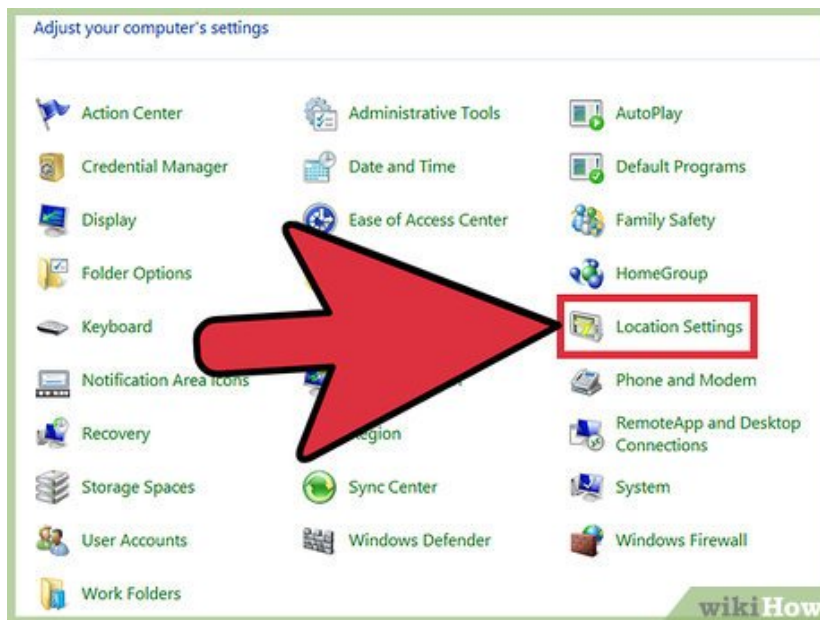 Adjust your computer's settings
Action Center
Administrative Tools
AutoPlay
Credential Manager
Date and Time
Default Programs
Display
Ease of Access Center
Family Safety
Folder Options
HomeGroup
Keyboard
Location Settings
Notification Area Icons
Phone and Modem
Recovery
Region
RemoteApp and Desktop
Connections
Storage Spaces
Sync Center
System
User Accounts
Windows Defender
Windows Firewall
Work Folders
wikiHow